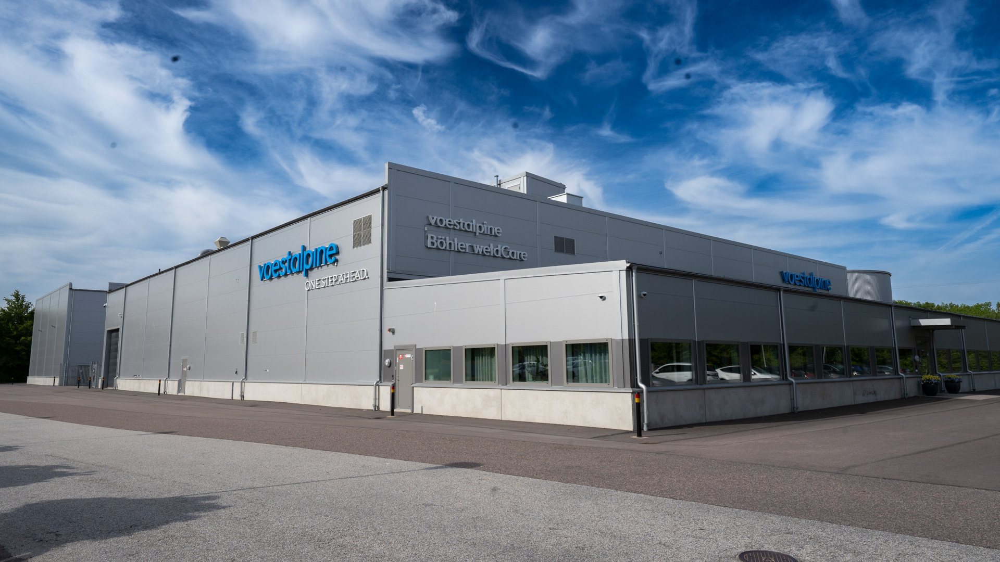 voestalpine
ONE STEP AHEAD.
voestalpine
Böhler weldCare
voestalpine